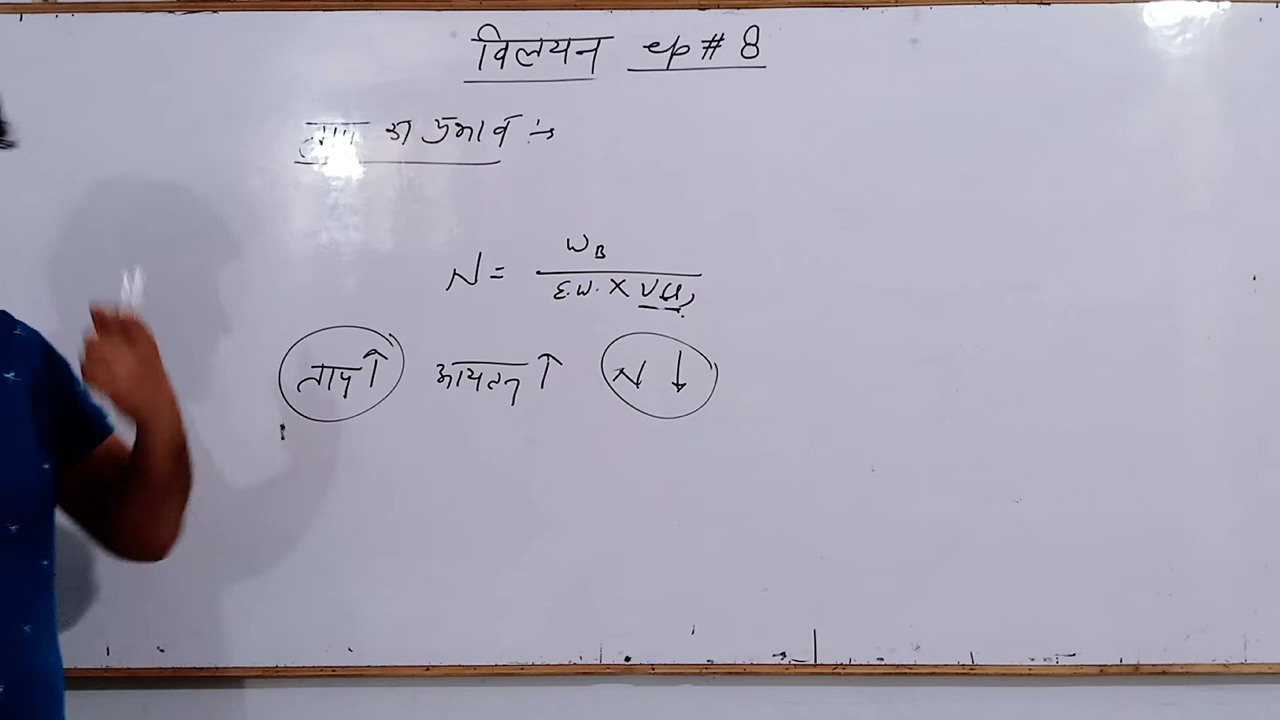 विलयन ep # 8
ताप का प्रभाव :→
N = W_B / E.W. × V(l)
ताप↑ आयतन↑ N↓